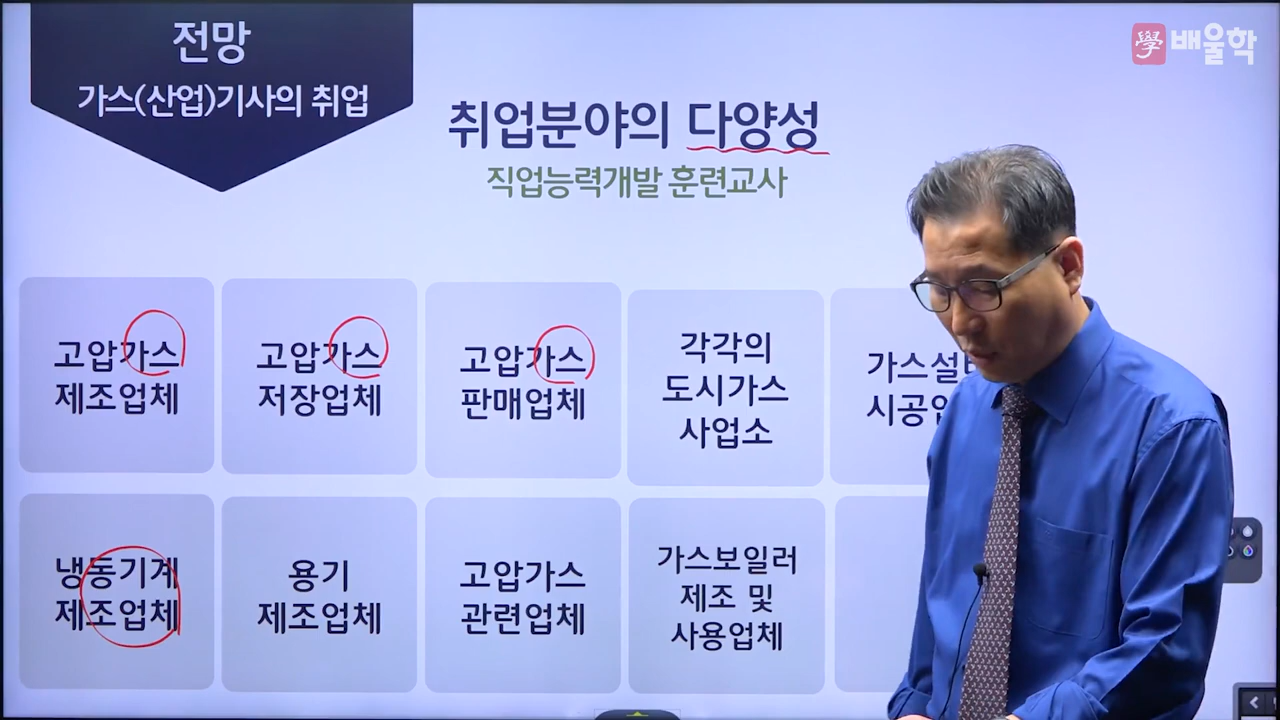 전망
가스(산업)기사의 취업
學 배울학
취업분야의 다양성
직업능력개발 훈련교사
고압가스
제조업체
고압가스
저장업체
고압가스
판매업체
각각의
도시가스
사업소
냉동기계
제조업체
용기
제조업체
고압가스
관련업체
가스보일러
제조 및
사용업체